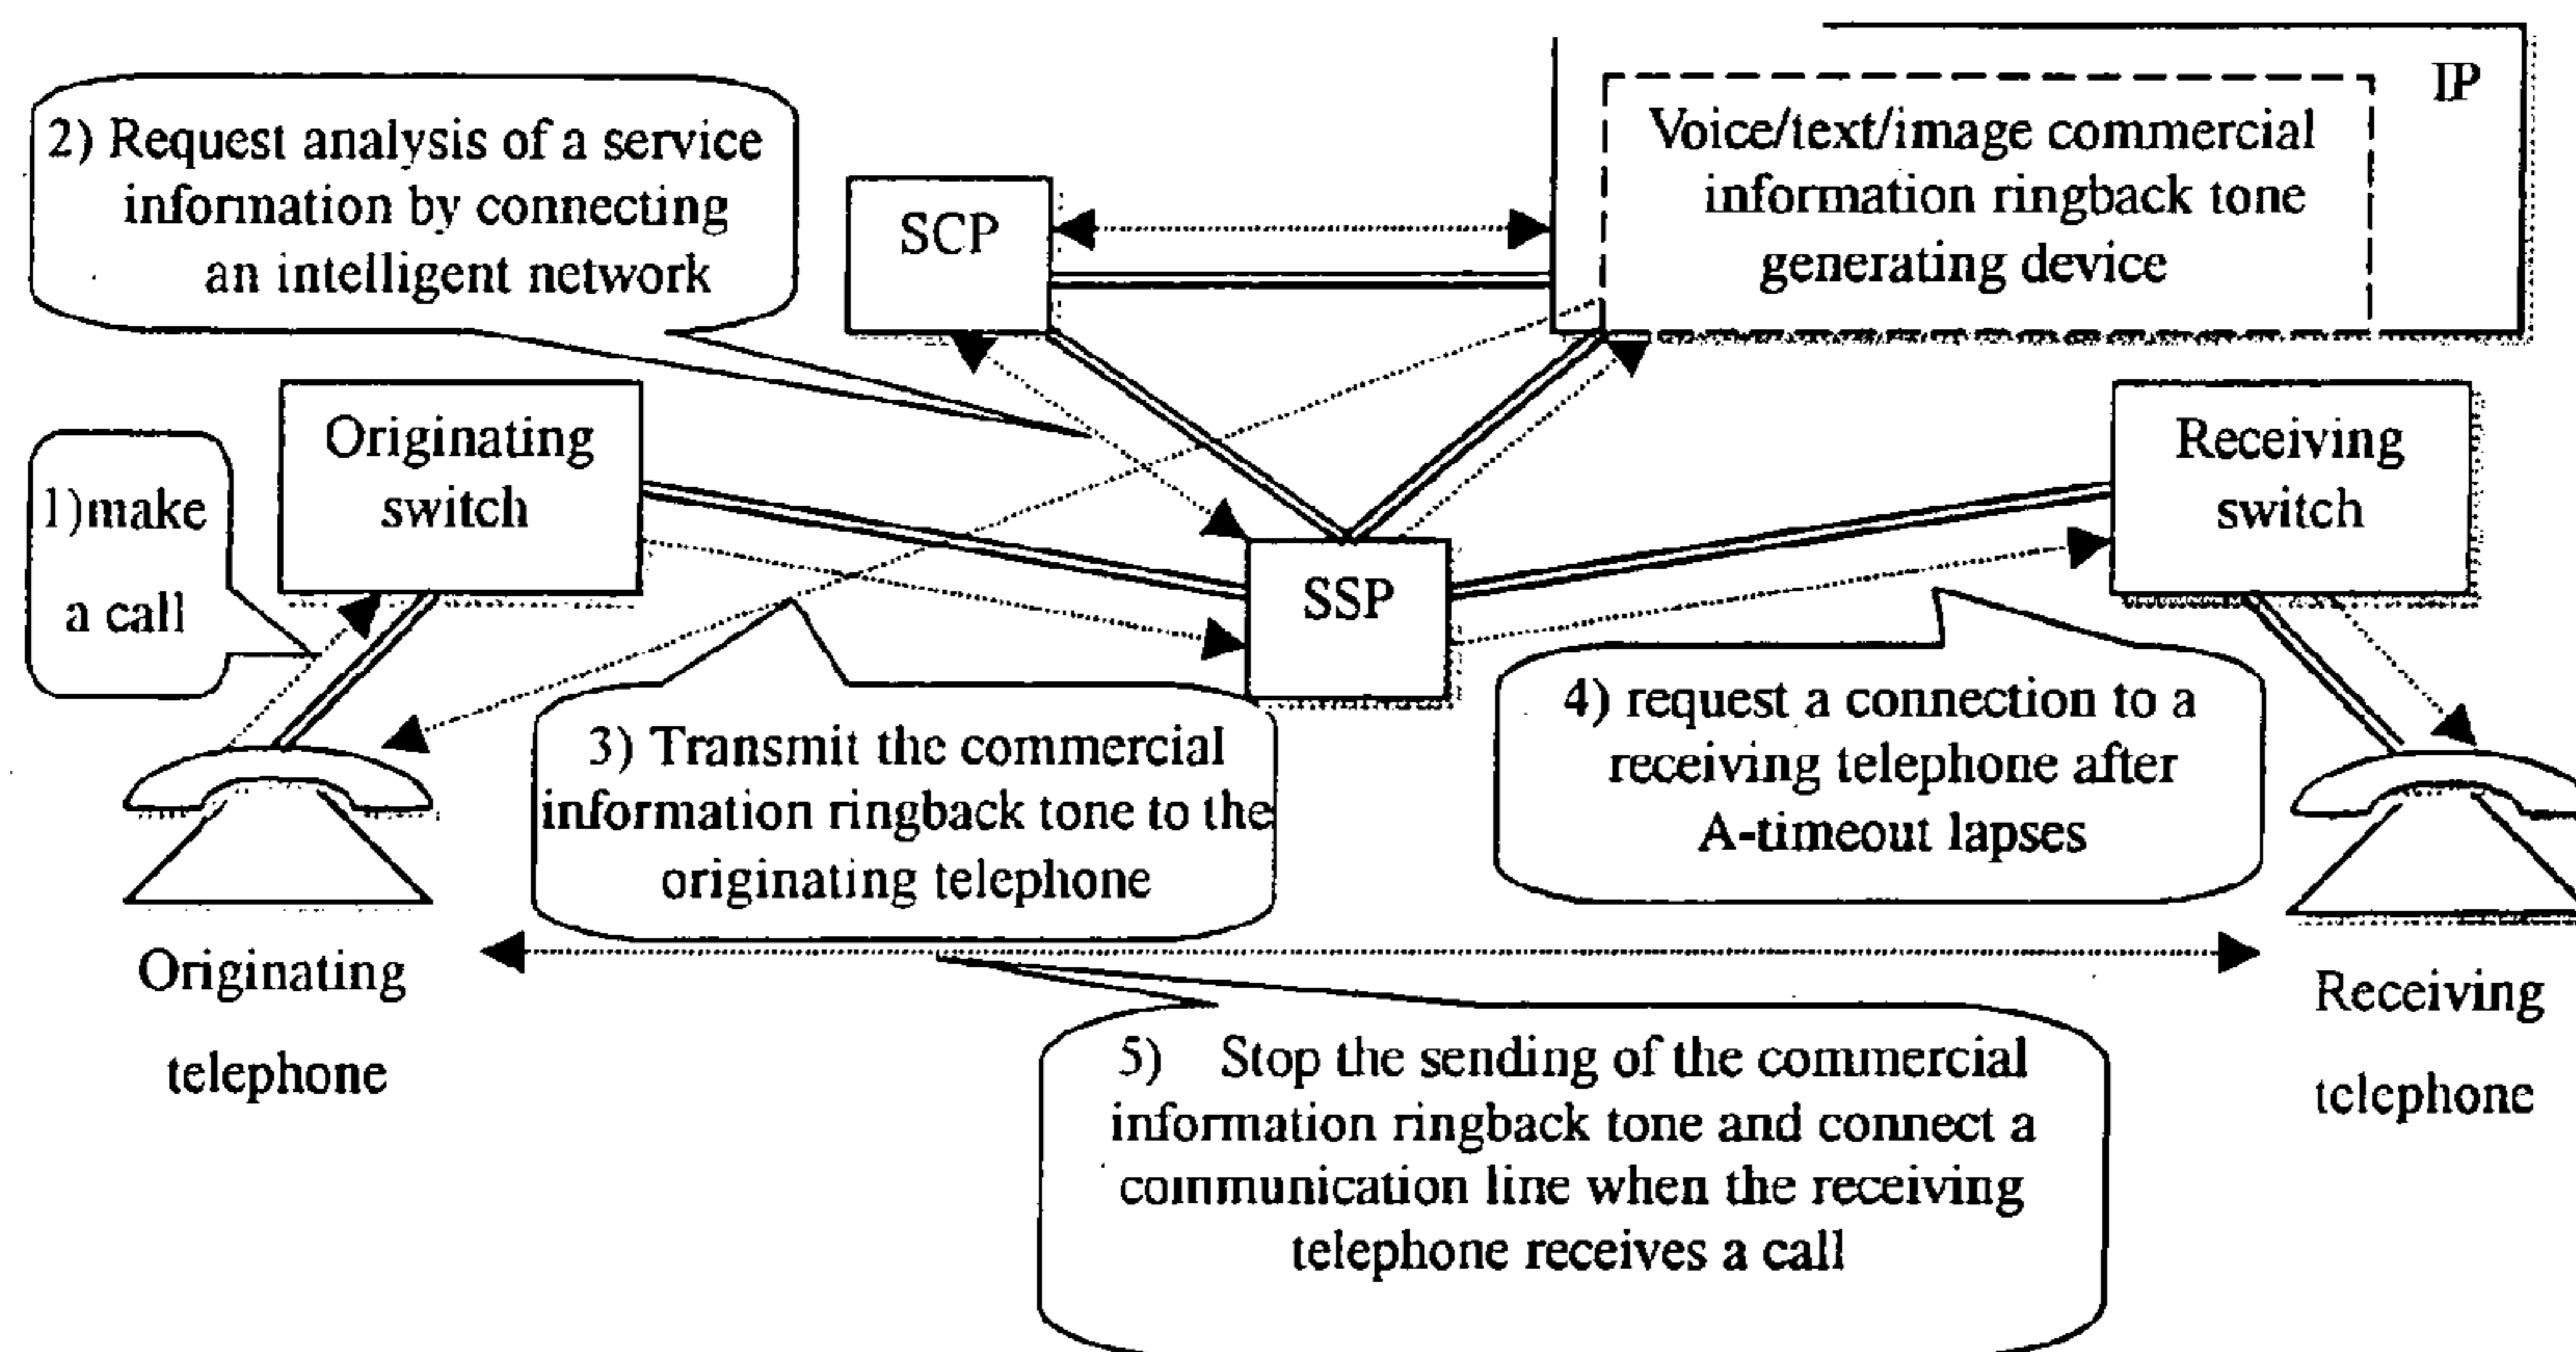 2) Request analysis of a service
information by connecting
an intelligent network
SCP
IP
Voice/text/image commercial
information ringback tone
generating device
1)make
a call
Originating
switch
SSP
Receiving
switch
3) Transmit the commercial
information ringback tone to the
originating telephone
4) request a connection to a
receiving telephone after
A-timeout lapses
Originating
telephone
Receiving
telephone
5) Stop the sending of the commercial
information ringback tone and connect a
communication line when the receiving
telephone receives a call